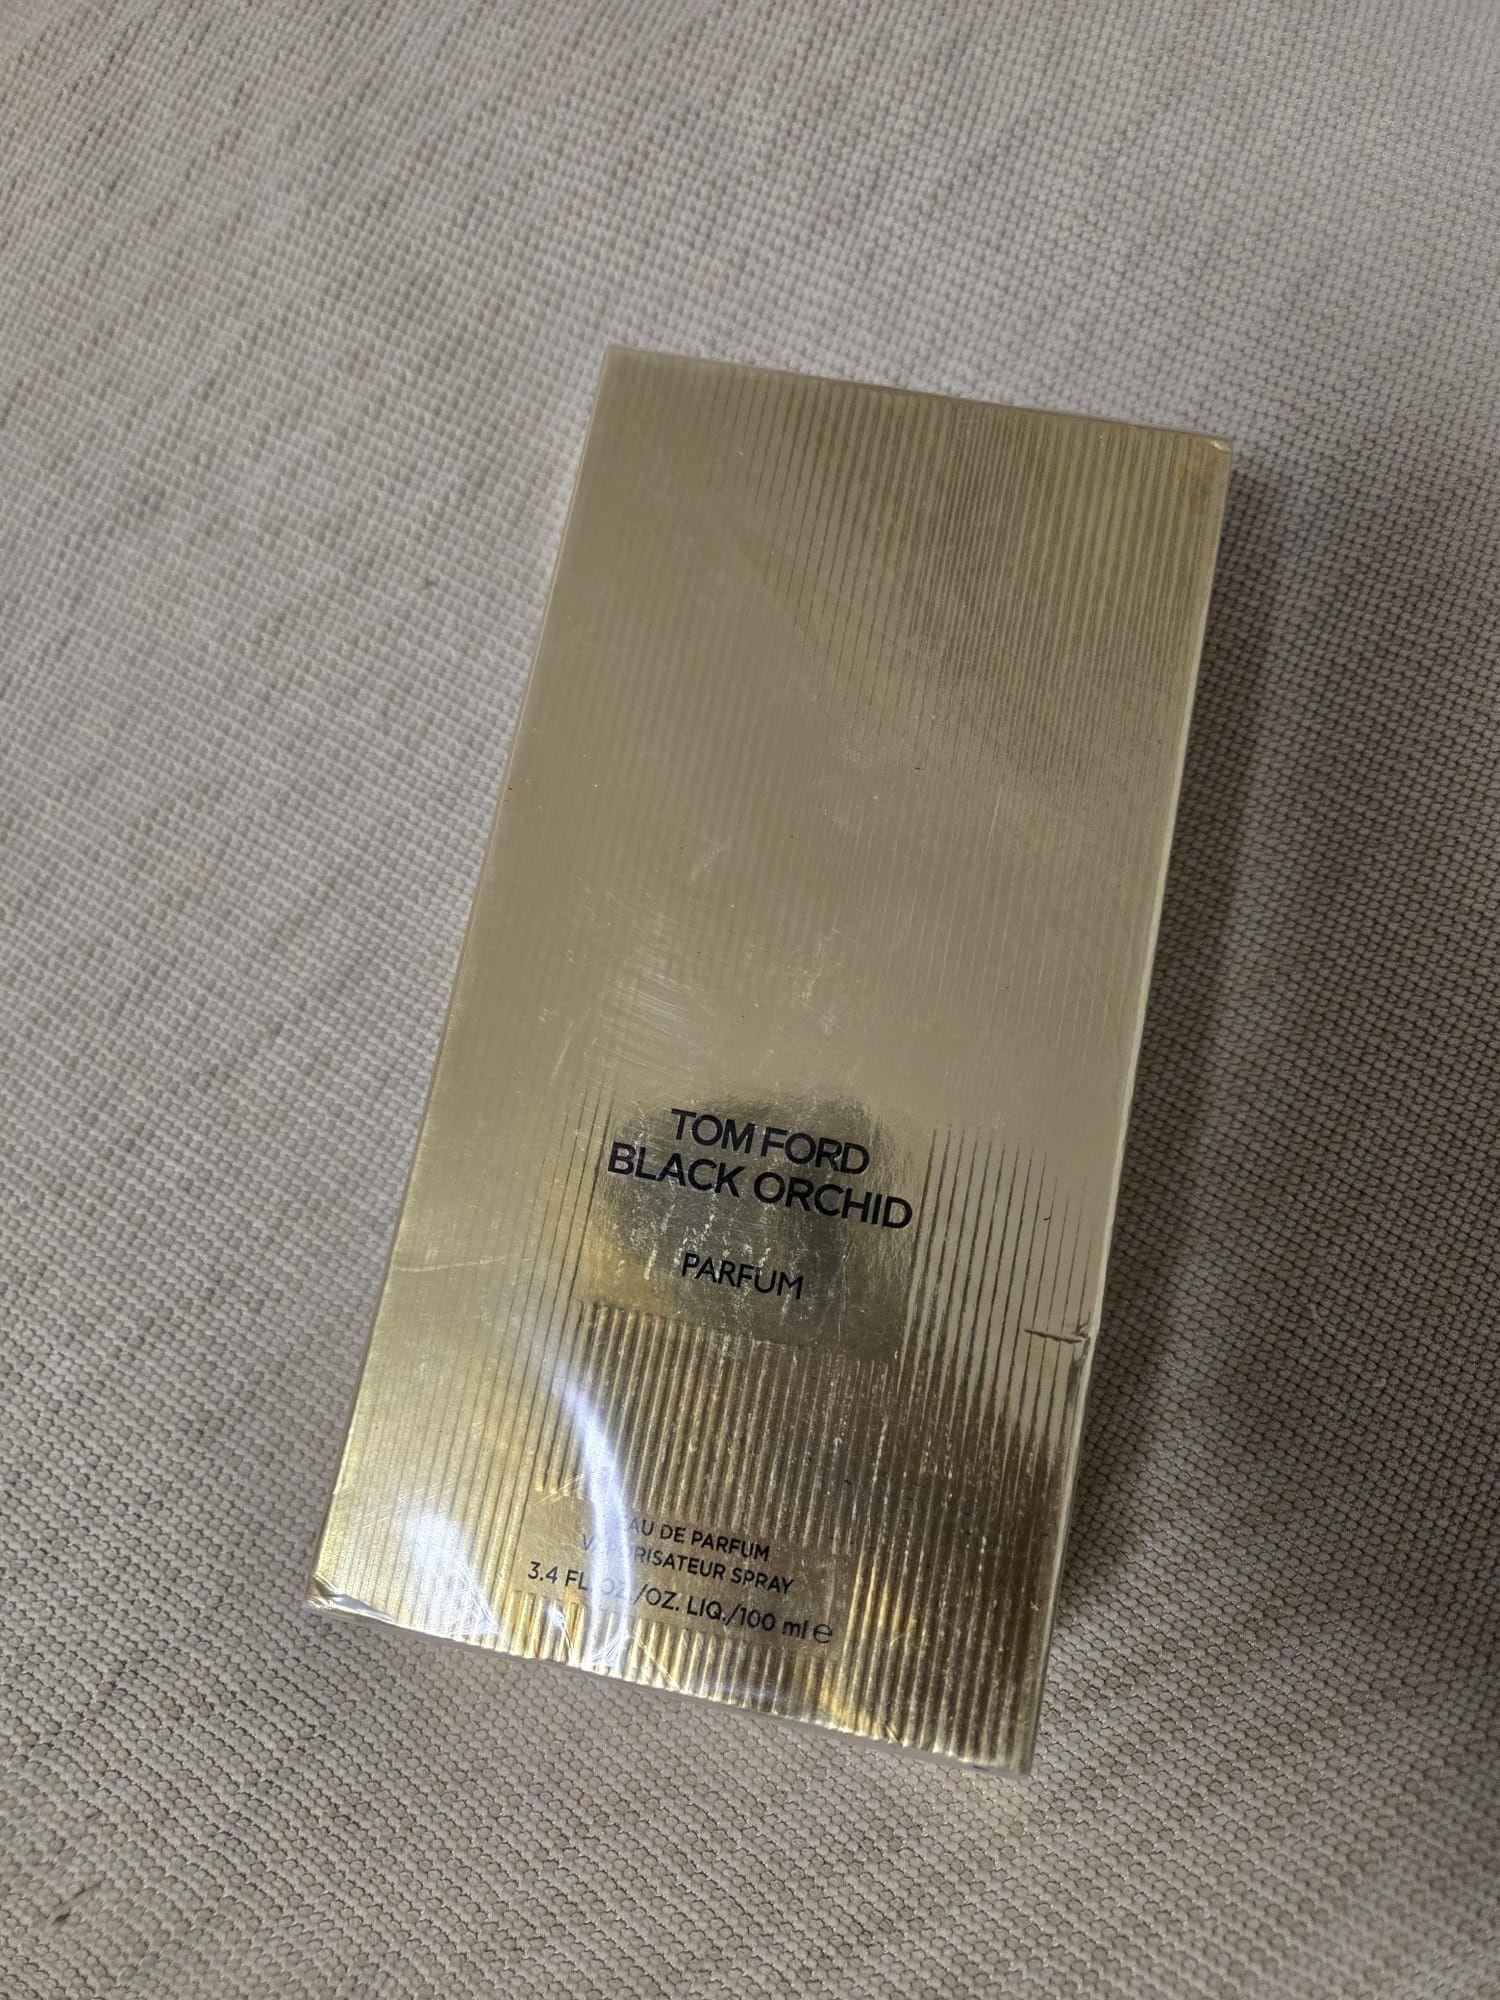 TOM FORD
BLACK ORCHID
PARFUM
EAU DE PARFUM
VAPORISATEUR SPRAY
3.4 FL. OZ./OZ. LIQ./100 ml ℮